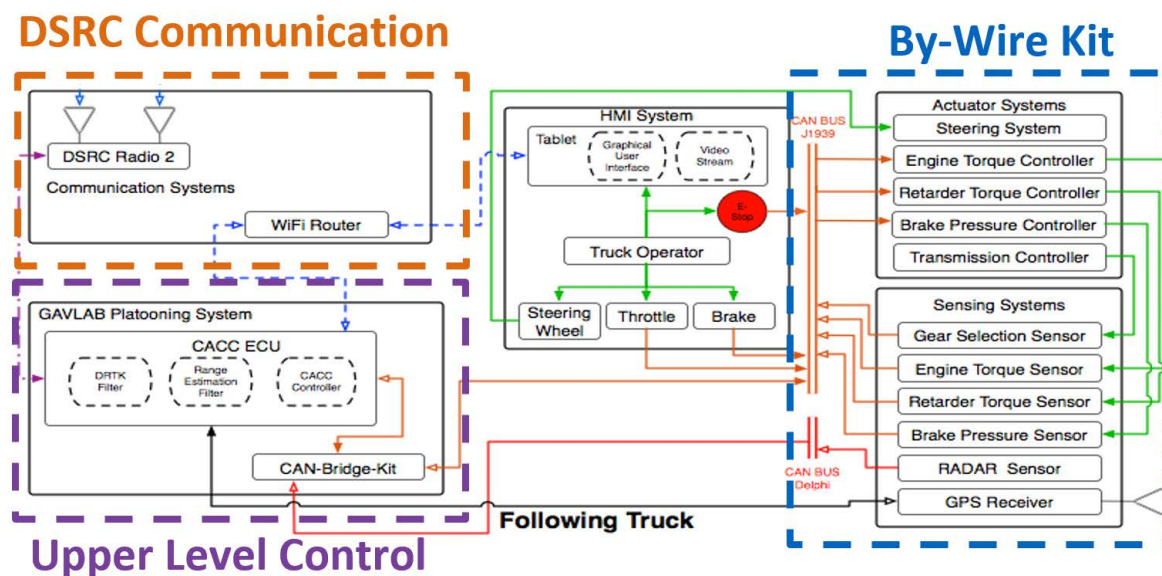 DSRC Communication
By-Wire Kit
DSRC Radio 2
Communication Systems
WiFi Router
HMI System
Tablet
Graphical
User
Interface
Video
Stream
E-
Stop
Truck Operator
Steering
Wheel
Throttle
Brake
CAN BUS
J1939
Actuator Systems
Steering System
Engine Torque Controller
Retarder Torque Controller
Brake Pressure Controller
Transmission Controller
GAVLAB Platooning System
CACC ECU
DRTK
Filter
Range
Estimation
Filter
CACC
Controller
CAN-Bridge-Kit
Sensing Systems
Gear Selection Sensor
Engine Torque Sensor
Retarder Torque Sensor
Brake Pressure Sensor
RADAR Sensor
GPS Receiver
CAN BUS
Delphi
Following Truck
Upper Level Control